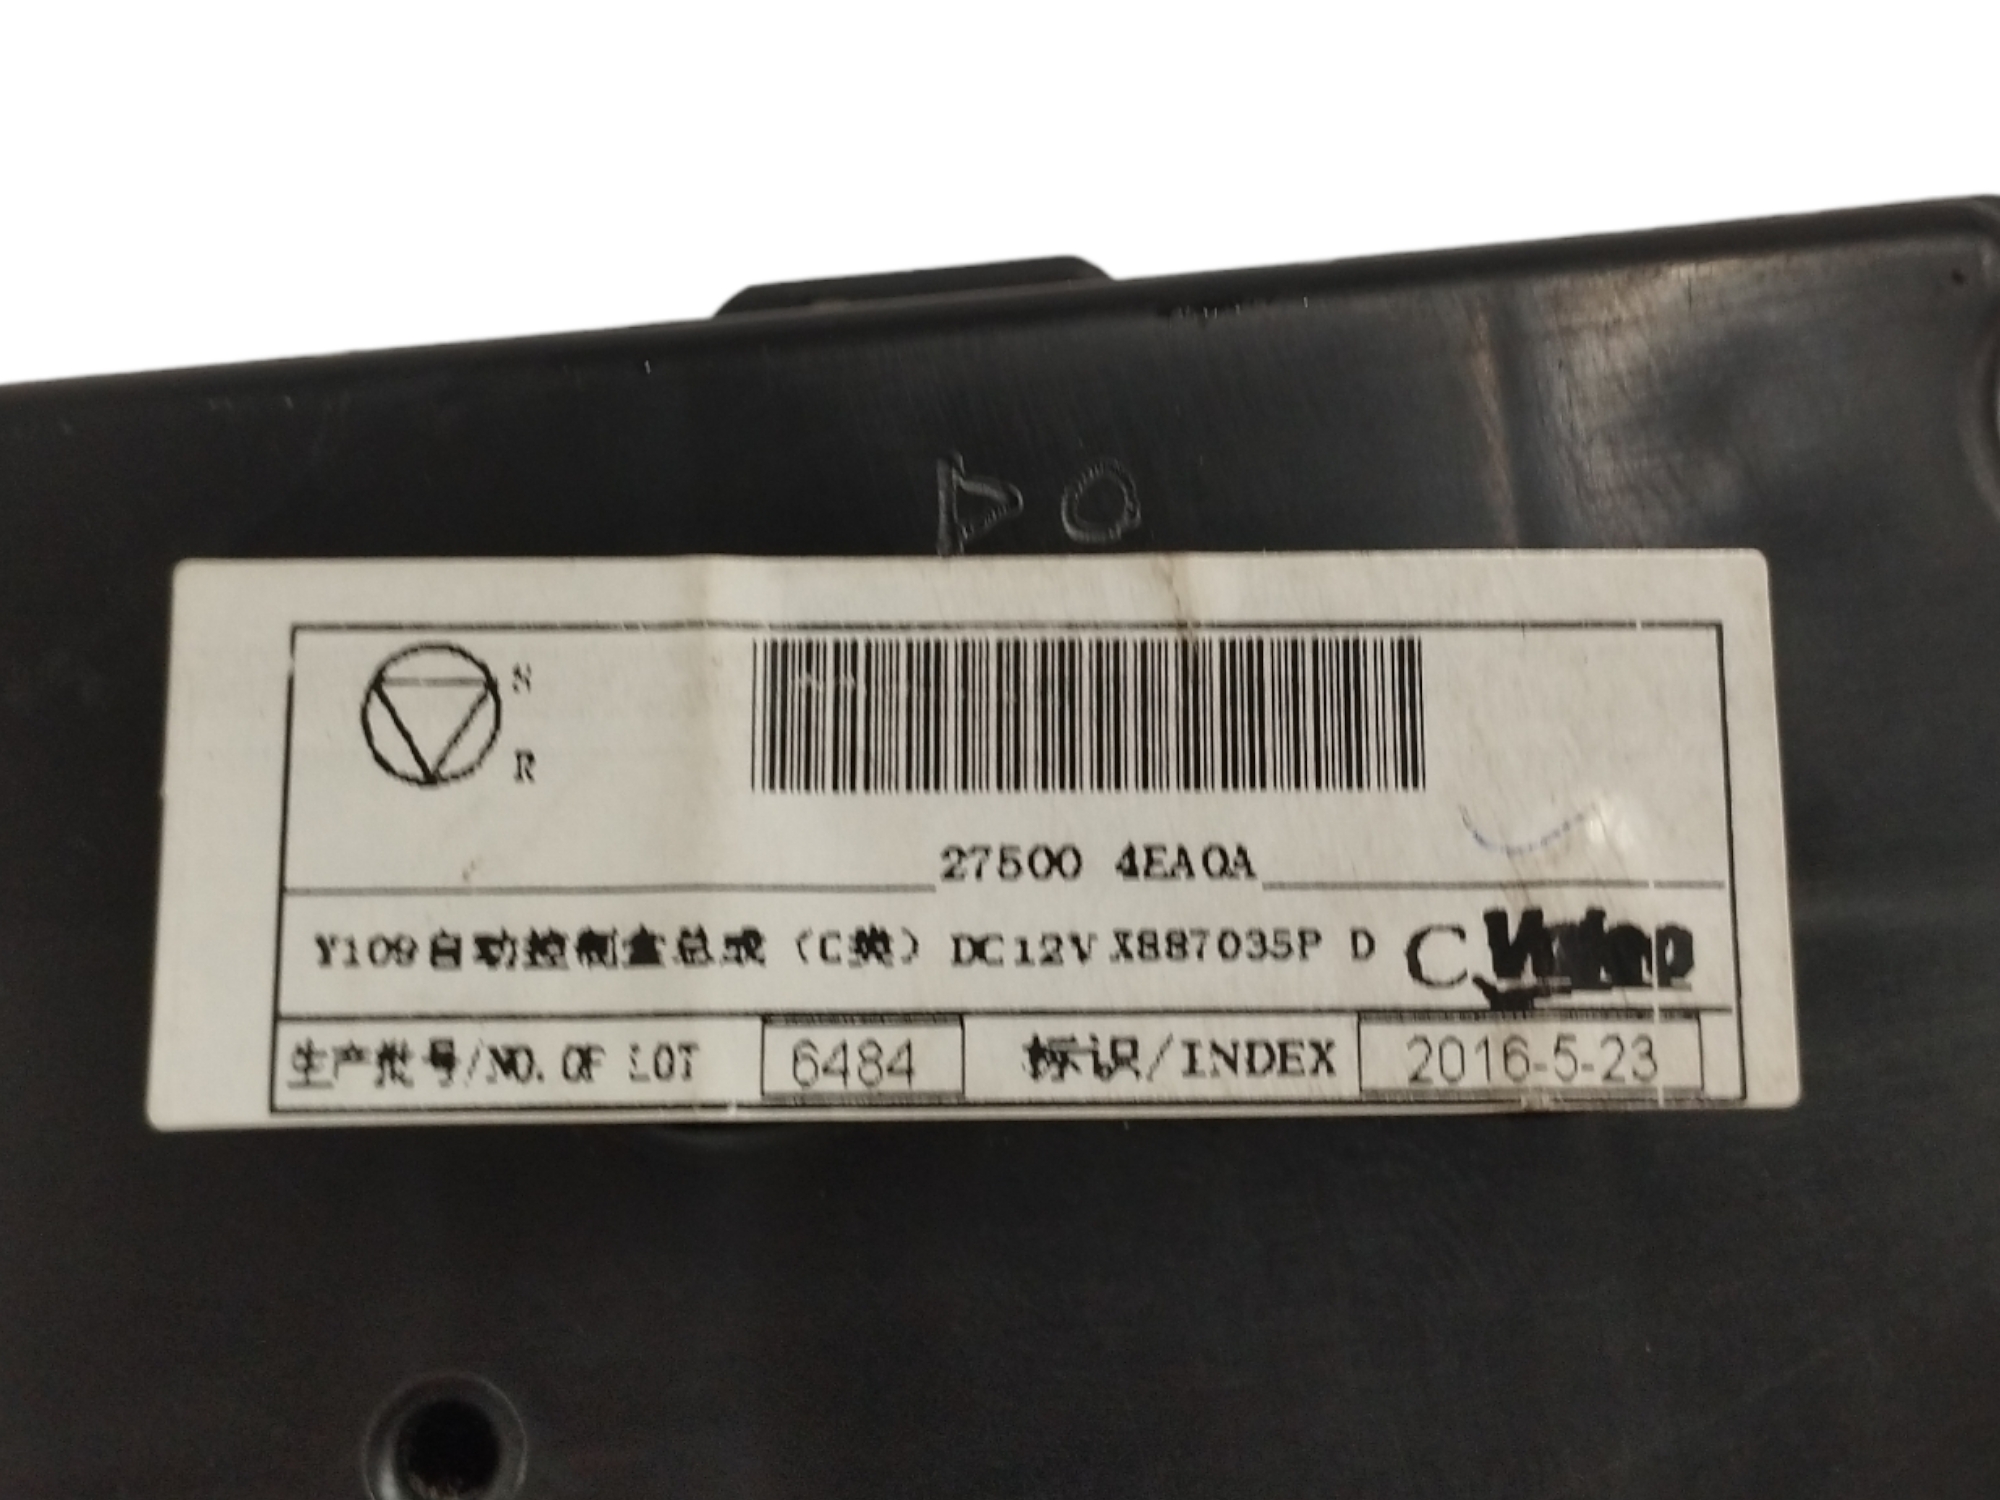 S
R
27500 4EA0A
Y109自动控制盒总成（C类）DC12V X887035P D C Valeo
生产批号/NO. OF LOT 6484 标识/INDEX 2016-5-23